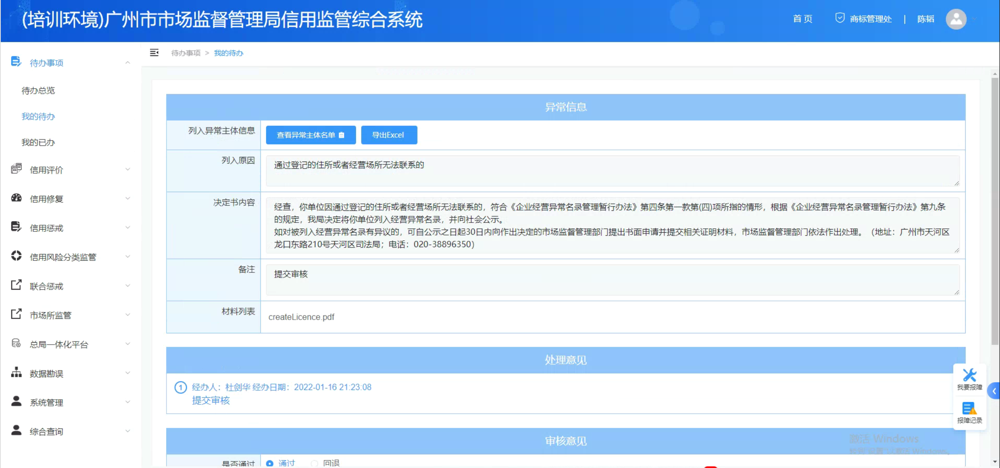 (培训环境)广州市市场监督管理局信用监管综合系统
首页 商标管理处 | 陈韬
待办事项 > 我的待办
待办事项
待办总览
我的待办
我的已办
信用评价
信用修复
信用惩戒
信用风险分类监管
联合惩戒
市场所监管
总局一体化平台
数据勘误
系统管理
综合查询
异常信息
列入异常主体信息 查看异常主体名单 导出Excel
列入原因 通过登记的住所或者经营场所无法联系的
决定书内容 经查，你单位因通过登记的住所或者经营场所无法联系的，符合《企业经营异常名录管理暂行办法》第四条第一款第(四)项所指的情形，根据《企业经营异常名录管理暂行办法》第九条
的规定，我局决定将你单位列入经营异常名录，并向社会公示。
如对被列入经营异常名录有异议的，可自公示之日起30日内向作出决定的市场监督管理部门提出书面申请并提交相关证明材料，市场监督管理部门依法作出处理。（地址：广州市天河区
龙口东路210号天河区司法局；电话：020-38896350）
备注 提交审核
材料列表 createLicence.pdf
处理意见
1 经办人：杜剑华 经办日期：2022-01-16 21:23:08
提交审核
我要报障
报障记录
审核意见
是否通过 通过 回退
激活 Windows
转到"设置"以激活 Windows。